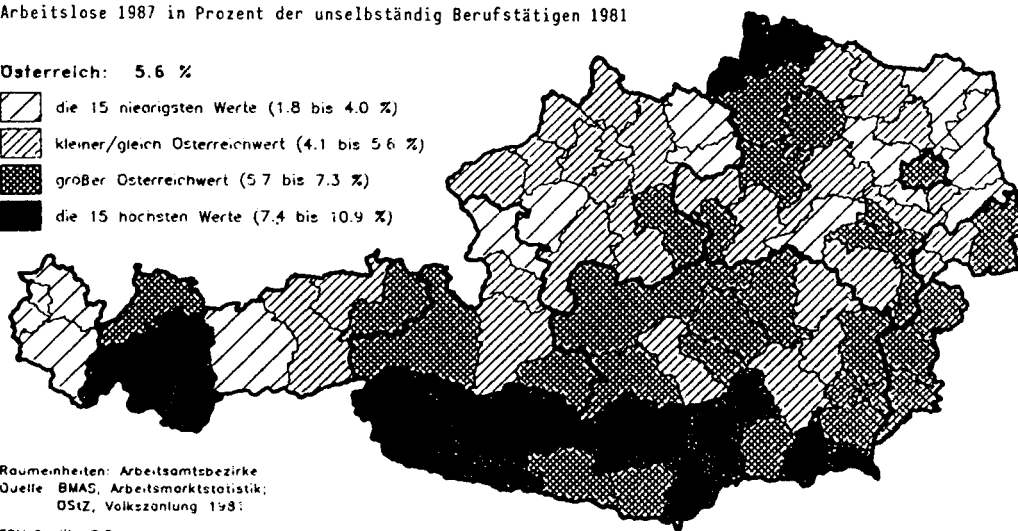 Arbeitslose 1987 in Prozent der unselbständig Berufstätigen 1981
Österreich: 5.6 %
die 15 niedrigsten Werte (1.8 bis 4.0 %)
kleiner/gleich Österreichwert (4.1 bis 5.6 %)
größer Österreichwert (5.7 bis 7.3 %)
die 15 höchsten Werte (7.4 bis 10.9 %)
Raumeinheiten: Arbeitsamtsbezirke
Quelle BMAS, Arbeitsmarktstatistik;
ÖStZ, Volkszählung 1981